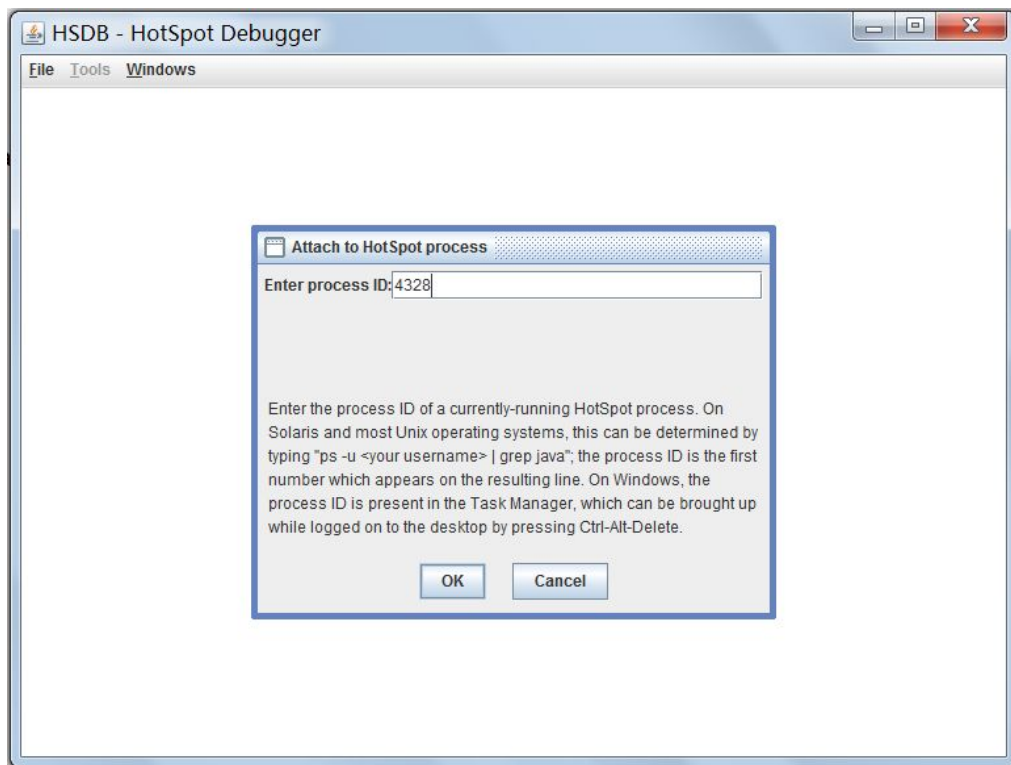 HSDB - HotSpot Debugger
File Tools Windows
Attach to HotSpot process
Enter process ID:4328
Enter the process ID of a currently-running HotSpot process. On
Solaris and most Unix operating systems, this can be determined by
typing "ps -u <your username> | grep java"; the process ID is the first
number which appears on the resulting line. On Windows, the
process ID is present in the Task Manager, which can be brought up
while logged on to the desktop by pressing Ctrl-Alt-Delete.
OK Cancel